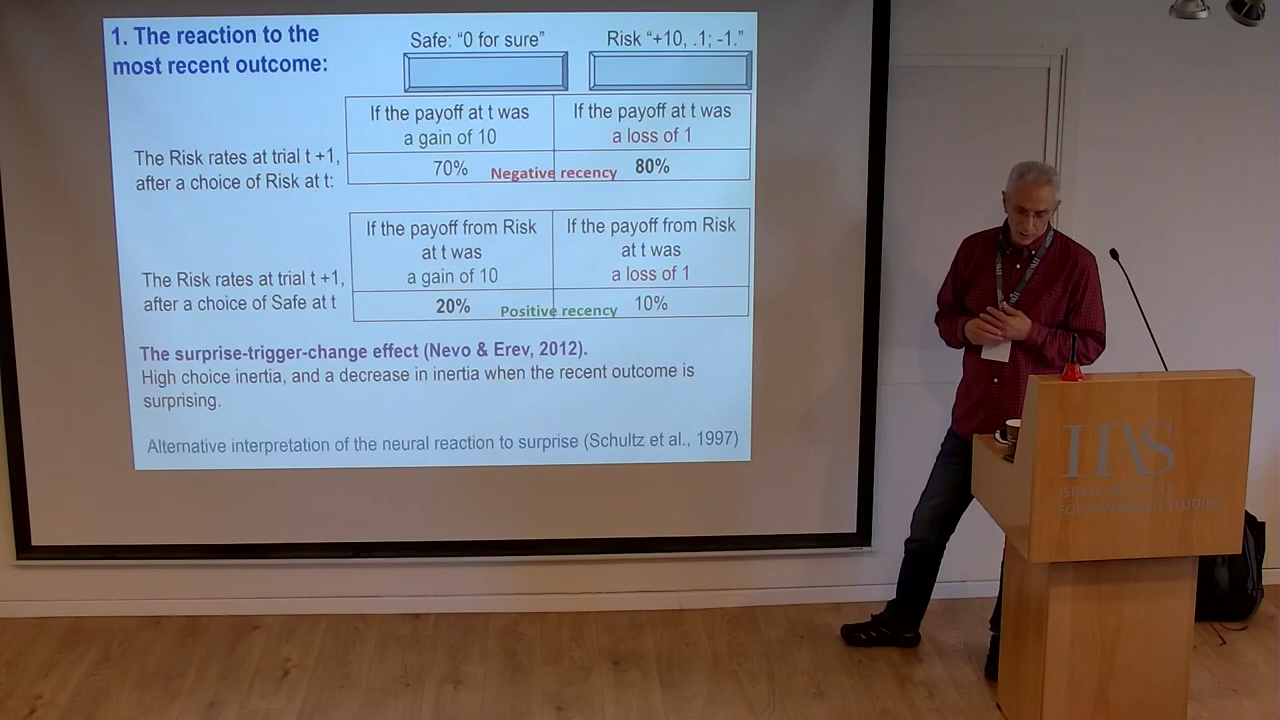 1. The reaction to the
most recent outcome:
Safe: “0 for sure”
Risk “+10, .1; -1.”
If the payoff at t was
a gain of 10
If the payoff at t was
a loss of 1
The Risk rates at trial t +1,
after a choice of Risk at t:
70%
Negative recency
80%
If the payoff from Risk
at t was
a gain of 10
If the payoff from Risk
at t was
a loss of 1
The Risk rates at trial t +1,
after a choice of Safe at t
20%
Positive recency
10%
The surprise-trigger-change effect (Nevo & Erev, 2012).
High choice inertia, and a decrease in inertia when the recent outcome is
surprising.
Alternative interpretation of the neural reaction to surprise (Schultz et al., 1997)
IIAS
ISRAEL INSTITUTE
FOR ADVANCED STUDIES